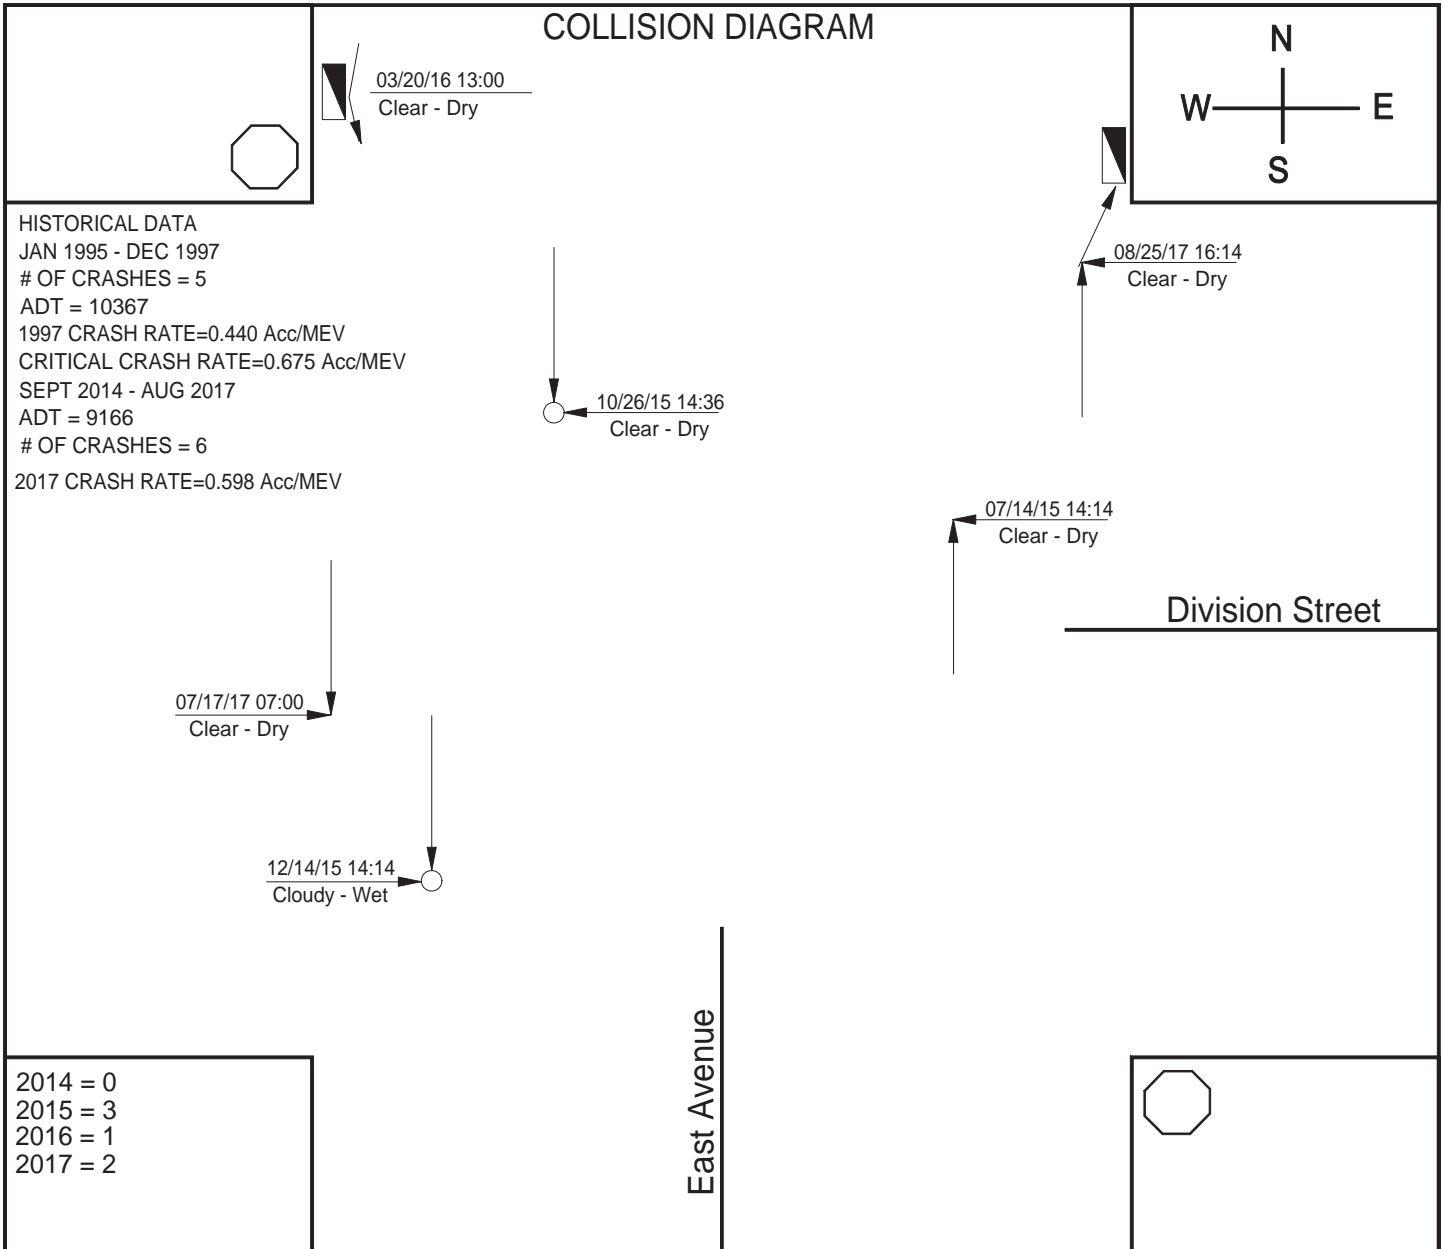 COLLISION DIAGRAM
N
W
E
S
03/20/16 13:00
Clear - Dry
HISTORICAL DATA
JAN 1995 - DEC 1997
# OF CRASHES = 5
ADT = 10367
1997 CRASH RATE=0.440 Acc/MEV
CRITICAL CRASH RATE=0.675 Acc/MEV
SEPT 2014 - AUG 2017
ADT = 9166
# OF CRASHES = 6
2017 CRASH RATE=0.598 Acc/MEV
08/25/17 16:14
Clear - Dry
10/26/15 14:36
Clear - Dry
07/14/15 14:14
Clear - Dry
Division Street
07/17/17 07:00
Clear - Dry
12/14/15 14:14
Cloudy - Wet
East Avenue
2014 = 0
2015 = 3
2016 = 1
2017 = 2